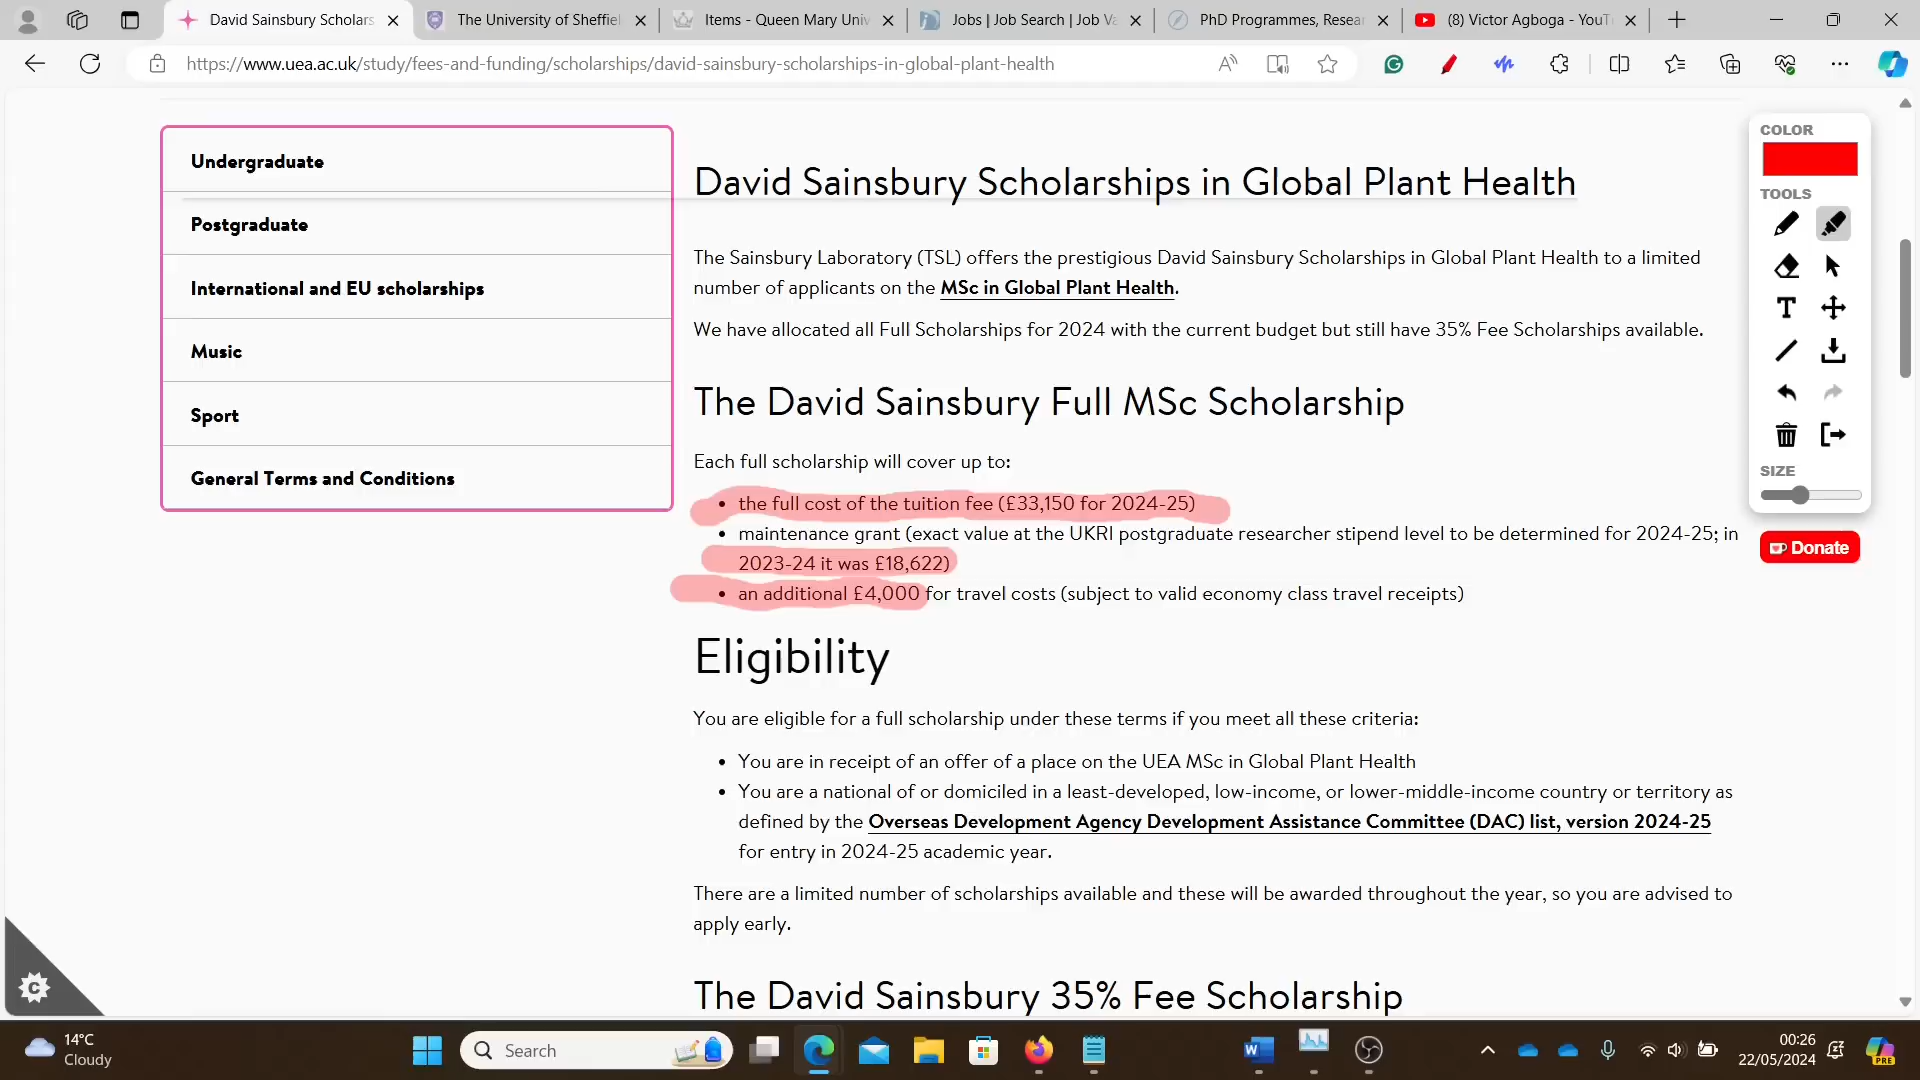 David Sainsbury Scholars
The University of Sheffie
Items - Queen Mary Univ
Jobs | Job Search | Job Va
PhD Programmes, Resea
(8) Victor Agboga - YouT
https://www.uea.ac.uk/study/fees-and-funding/scholarships/david-sainsbury-scholarships-in-global-plant-health
Undergraduate
Postgraduate
International and EU scholarships
Music
Sport
General Terms and Conditions
David Sainsbury Scholarships in Global Plant Health
The Sainsbury Laboratory (TSL) offers the prestigious David Sainsbury Scholarships in Global Plant Health to a limited
number of applicants on the MSc in Global Plant Health.
We have allocated all Full Scholarships for 2024 with the current budget but still have 35% Fee Scholarships available.
The David Sainsbury Full MSc Scholarship
Each full scholarship will cover up to:
• the full cost of the tuition fee (£33,150 for 2024-25)
• maintenance grant (exact value at the UKRI postgraduate researcher stipend level to be determined for 2024-25; in
2023-24 it was £18,622)
• an additional £4,000 for travel costs (subject to valid economy class travel receipts)
Eligibility
You are eligible for a full scholarship under these terms if you meet all these criteria:
• You are in receipt of an offer of a place on the UEA MSc in Global Plant Health
• You are a national of or domiciled in a least-developed, low-income, or lower-middle-income country or territory as
defined by the Overseas Development Agency Development Assistance Committee (DAC) list, version 2024-25
for entry in 2024-25 academic year.
There are a limited number of scholarships available and these will be awarded throughout the year, so you are advised to
apply early.
The David Sainsbury 35% Fee Scholarship
COLOR
TOOLS
SIZE
Donate
14°C
Cloudy
Search
00:26
22/05/2024
PRE